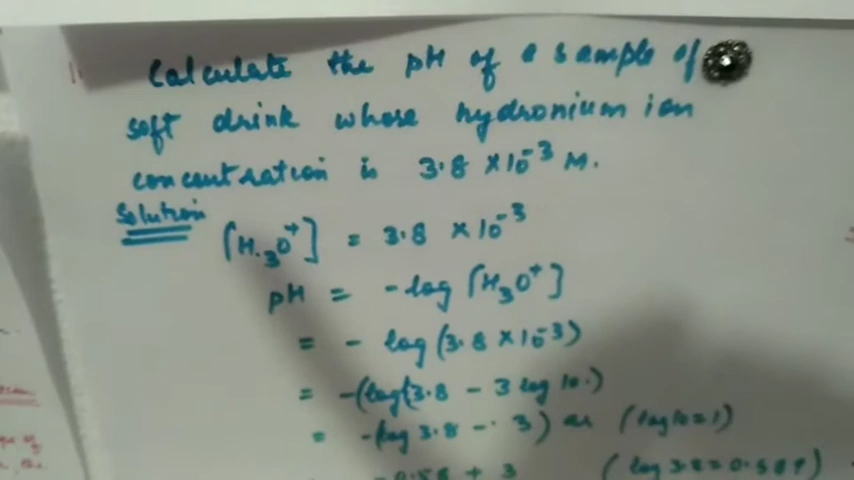 Calculate the pH of a sample of
soft drink whose hydronium ion
concentration is 3.8 × 10⁻³ M.
Solution
[H₃O⁺] = 3.8 × 10⁻³
pH = -log [H₃O⁺]
= - log (3.8 × 10⁻³)
= -(log(3.8 - 3 log 10.)
= -(log 3.8 - 3) as (log 10 = 1)
-0.58 + 3 (log 3.8 =